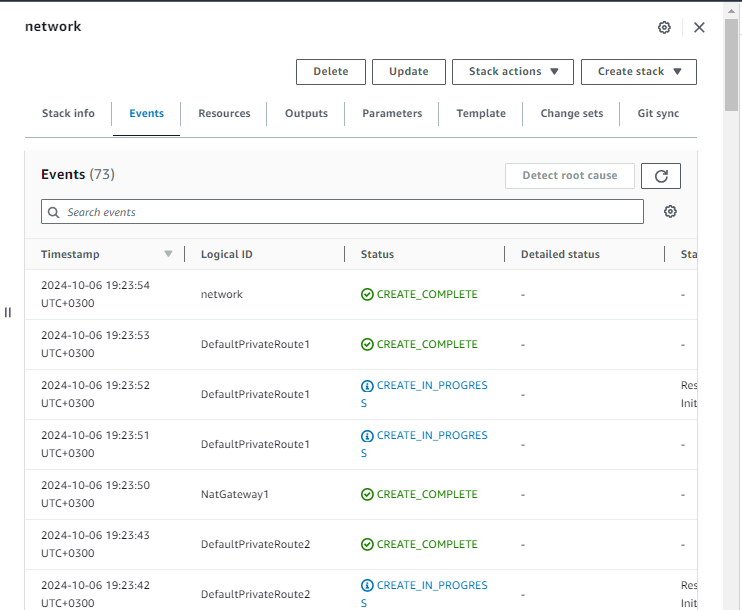 network
Delete Update Stack actions Create stack
Stack info Events Resources Outputs Parameters Template Change sets Git sync
Events (73) Detect root cause
Search events
Timestamp Logical ID Status Detailed status Sta
2024-10-06 19:23:54
UTC+0300 network CREATE_COMPLETE - -
2024-10-06 19:23:53
UTC+0300 DefaultPrivateRoute1 CREATE_COMPLETE - -
2024-10-06 19:23:52 CREATE_IN_PROGRES Res
UTC+0300 DefaultPrivateRoute1 S - Init
2024-10-06 19:23:51 CREATE_IN_PROGRES
UTC+0300 DefaultPrivateRoute1 S - -
2024-10-06 19:23:50
UTC+0300 NatGateway1 CREATE_COMPLETE - -
2024-10-06 19:23:43
UTC+0300 DefaultPrivateRoute2 CREATE_COMPLETE - -
2024-10-06 19:23:42 CREATE_IN_PROGRES Res
UTC+0300 DefaultPrivateRoute2 S - Init